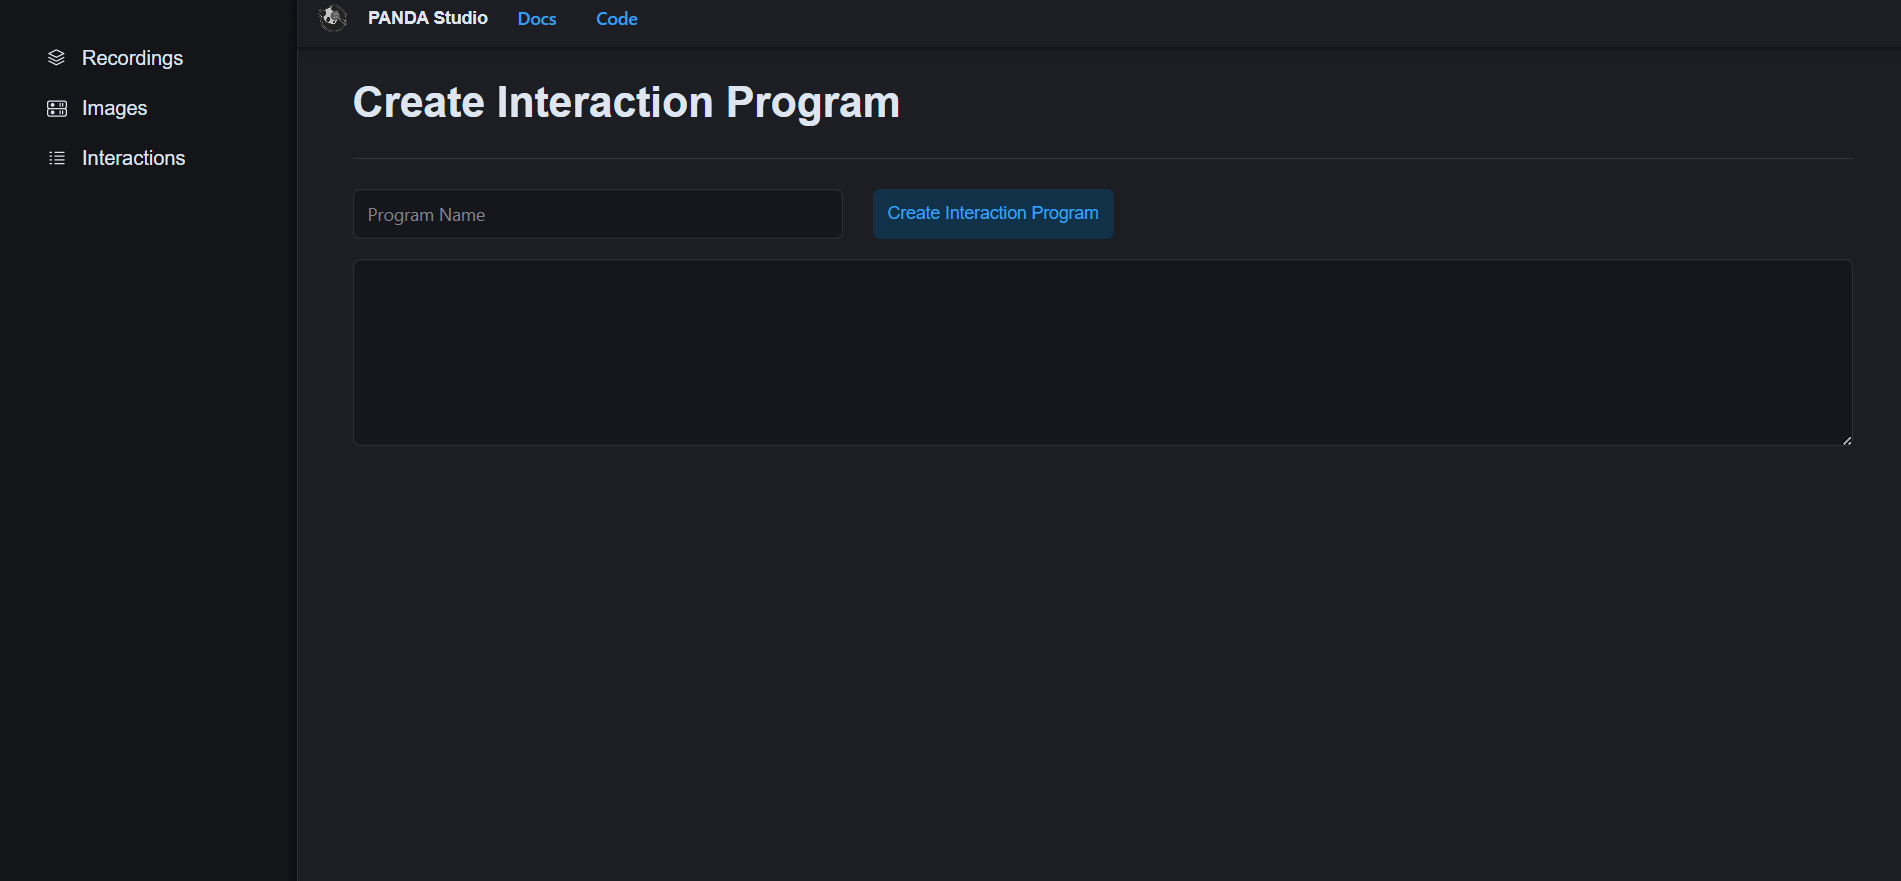 Recordings
Images
Interactions
PANDA Studio Docs Code
Create Interaction Program
Program Name
Create Interaction Program